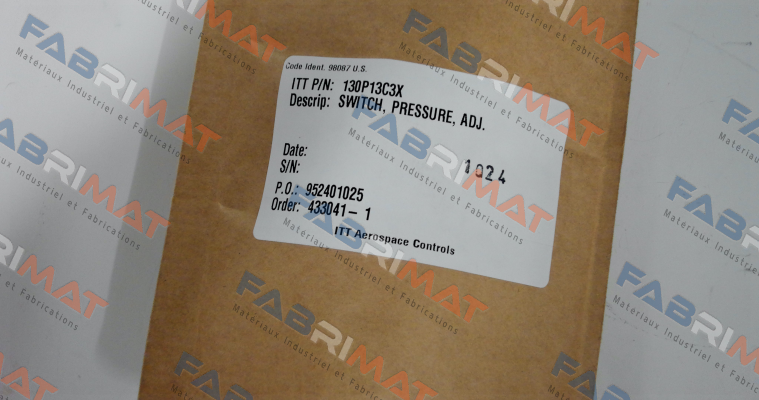 Code Ident. 98087 U.S.
ITT P/N: 130P13C3X
Descrip: SWITCH, PRESSURE, ADJ.
Date:
1024
S/N:
P.O.: 952401025
Order: 433041- 1
ITT Aerospace Controls
FABRIMAT
Matériaux Industriel et Fabrications